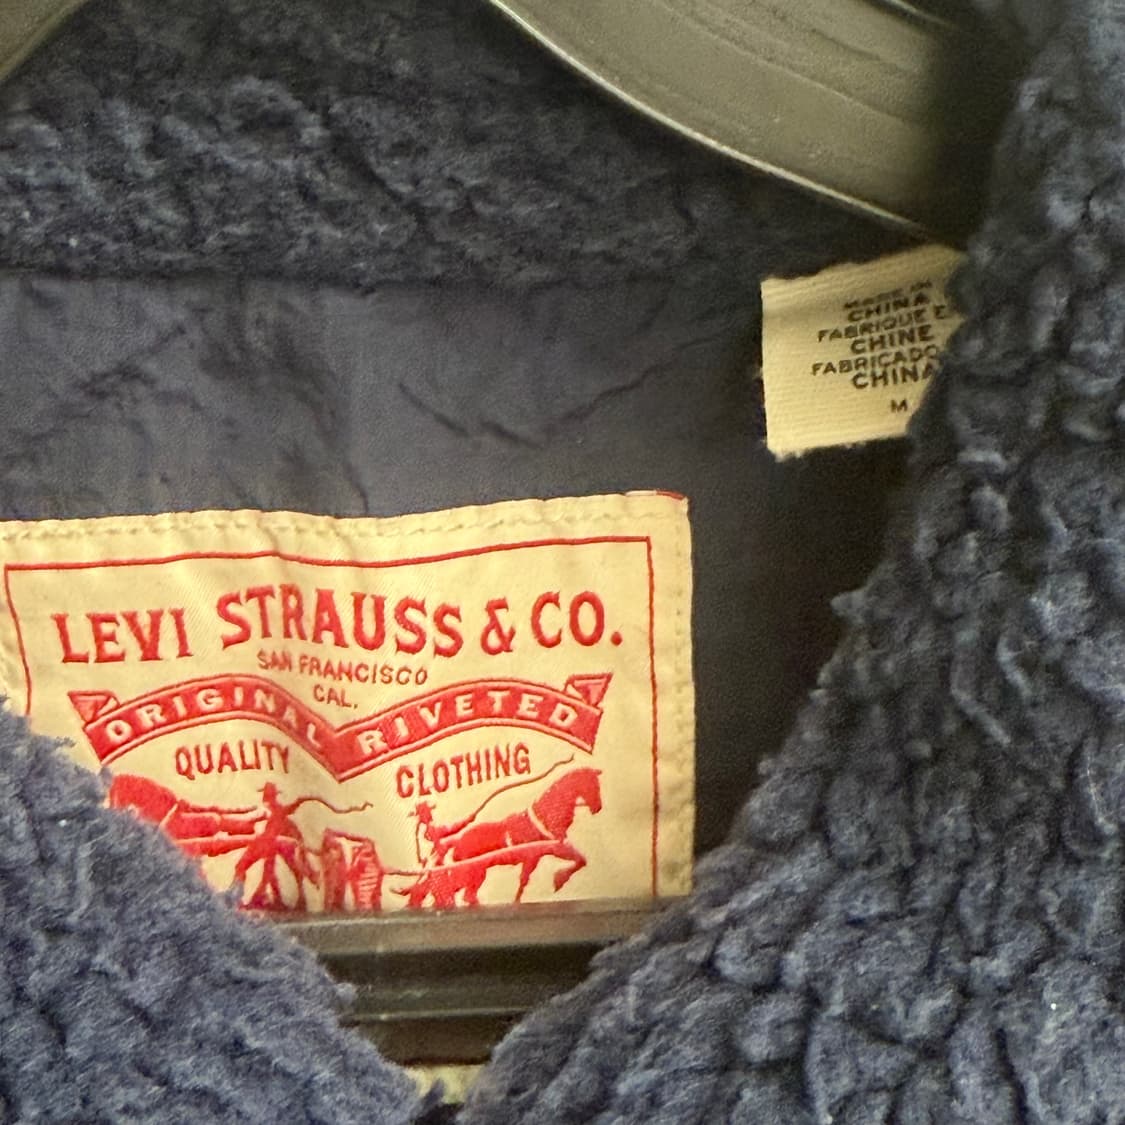 MADE IN
CHINA
FABRIQUE E
CHINE
FABRICADO
CHINA
M
LEVI STRAUSS & CO.
SAN FRANCISCO
CAL.
ORIGINAL RIVETED
QUALITY CLOTHING